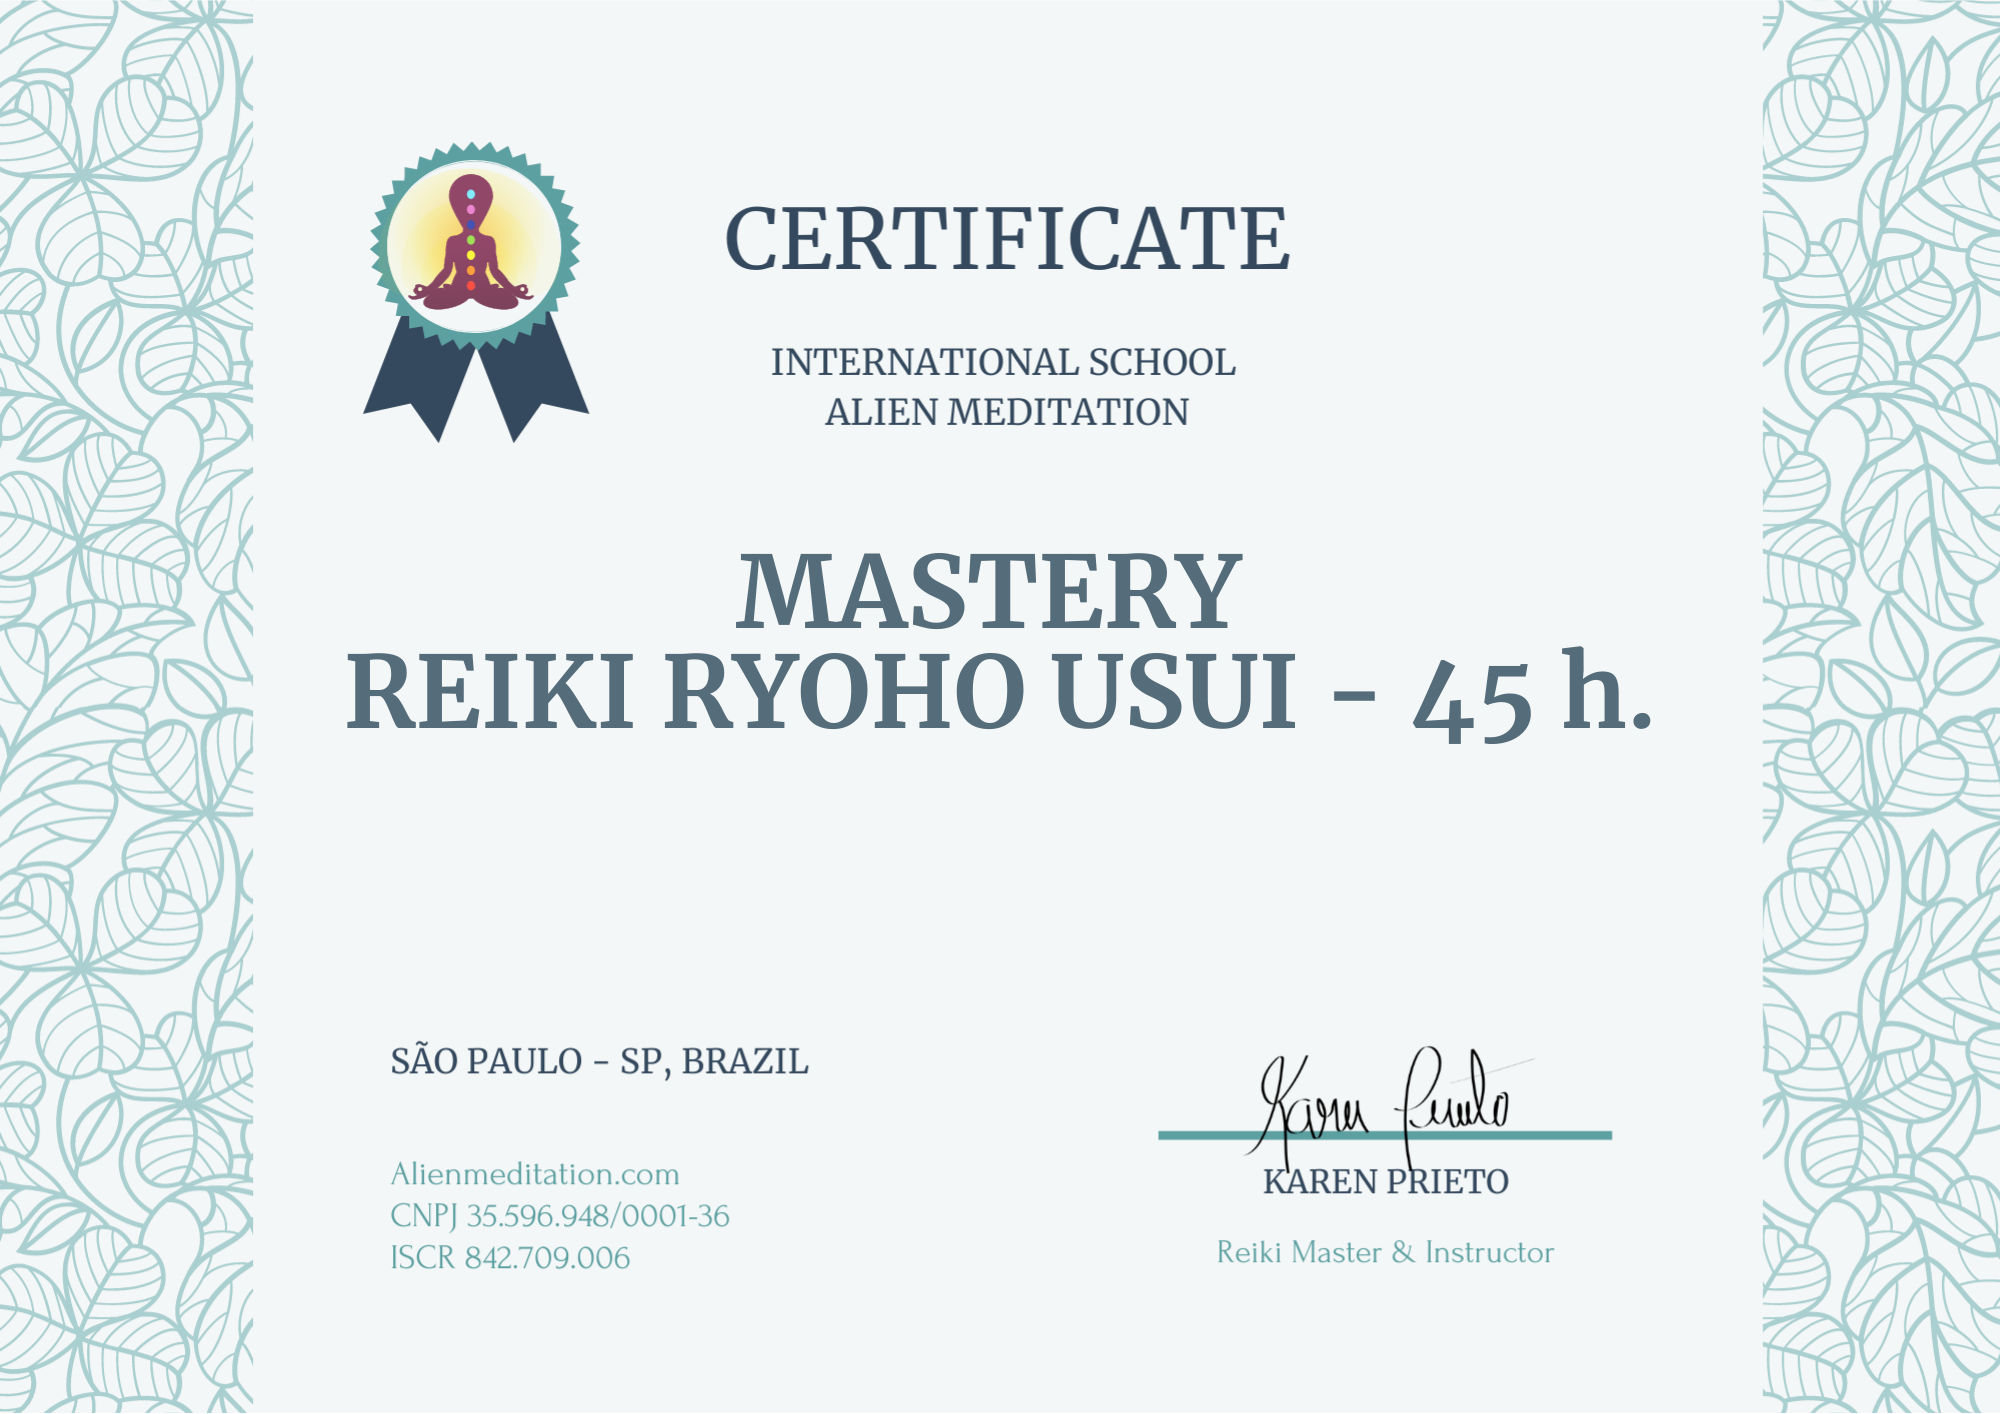 CERTIFICATE
INTERNATIONAL SCHOOL
ALIEN MEDITATION
MASTERY
REIKI RYOHO USUI - 45 h.
SÃO PAULO - SP, BRAZIL
Alienmeditation.com
CNPJ 35.596.948/0001-36
ISCR 842.709.006
Karen Prieto
KAREN PRIETO
Reiki Master & Instructor